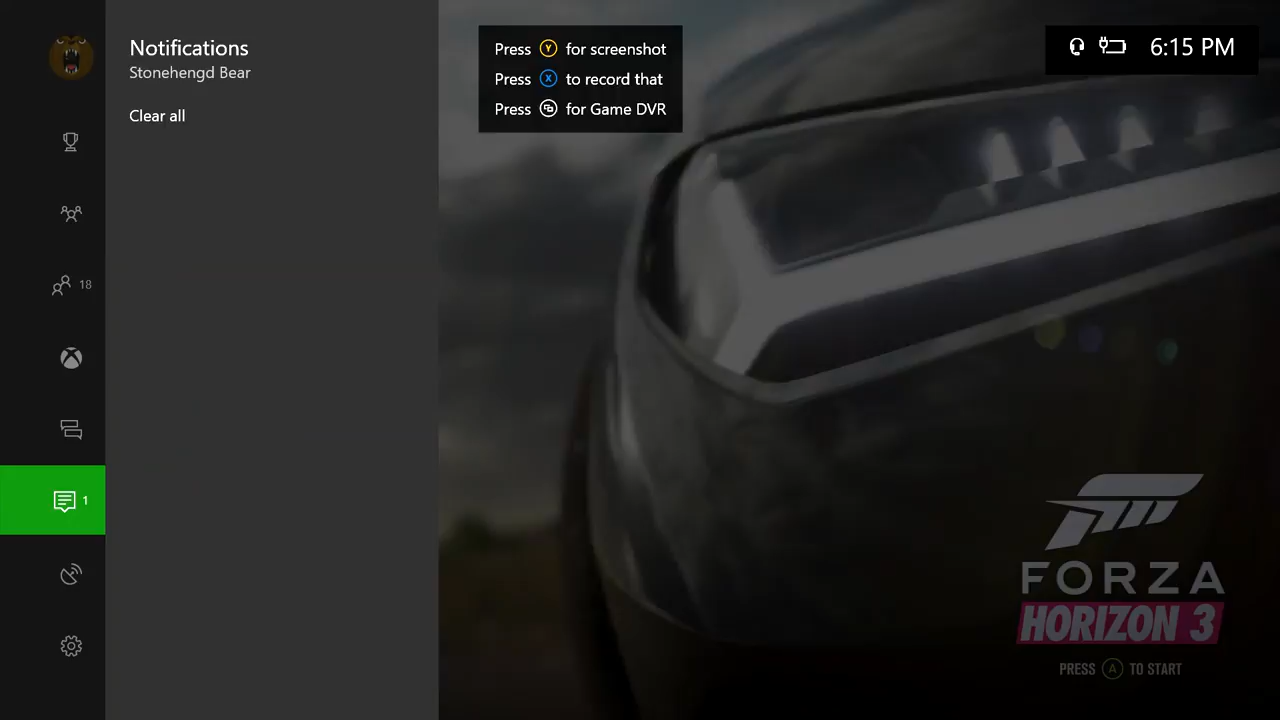 Notifications
Stonehengd Bear
Clear all
18
1
Press Y for screenshot
Press X to record that
Press for Game DVR
6:15 PM
FORZA
HORIZON 3
PRESS A TO START